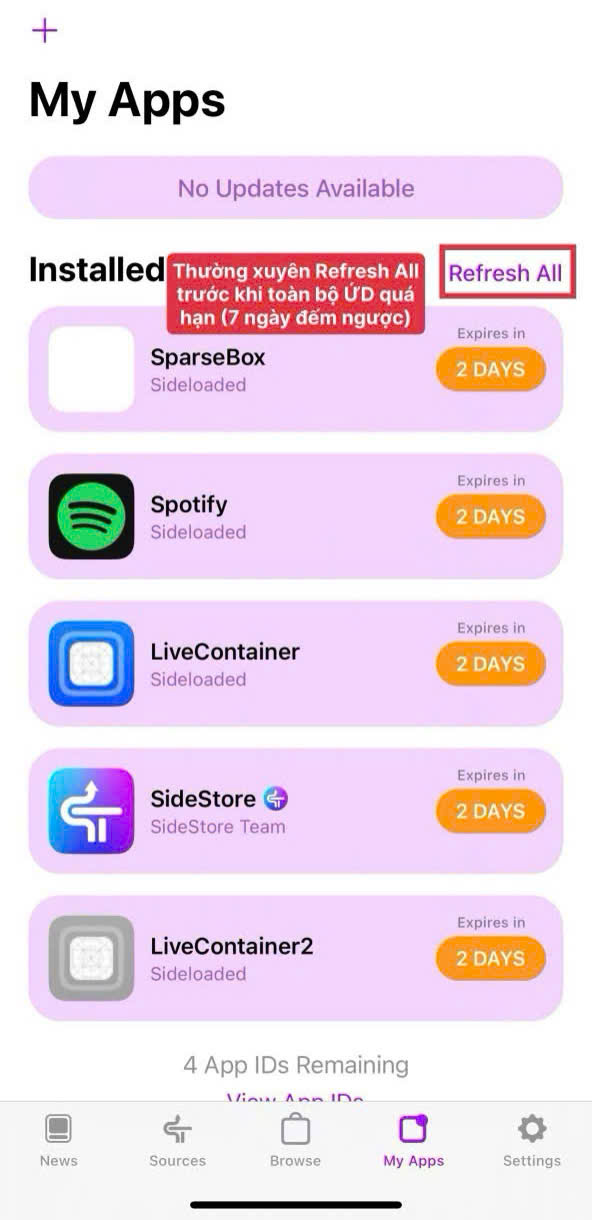 My Apps
No Updates Available
Installed
Thường xuyên Refresh All
trước khi toàn bộ ỨD quá
hạn (7 ngày đếm ngược)
Refresh All
SparseBox
Sideloaded
Expires in
2 DAYS
Spotify
Sideloaded
Expires in
2 DAYS
LiveContainer
Sideloaded
Expires in
2 DAYS
SideStore
SideStore Team
Expires in
2 DAYS
LiveContainer2
Sideloaded
Expires in
2 DAYS
4 App IDs Remaining
View App IDs
News
Sources
Browse
My Apps
Settings